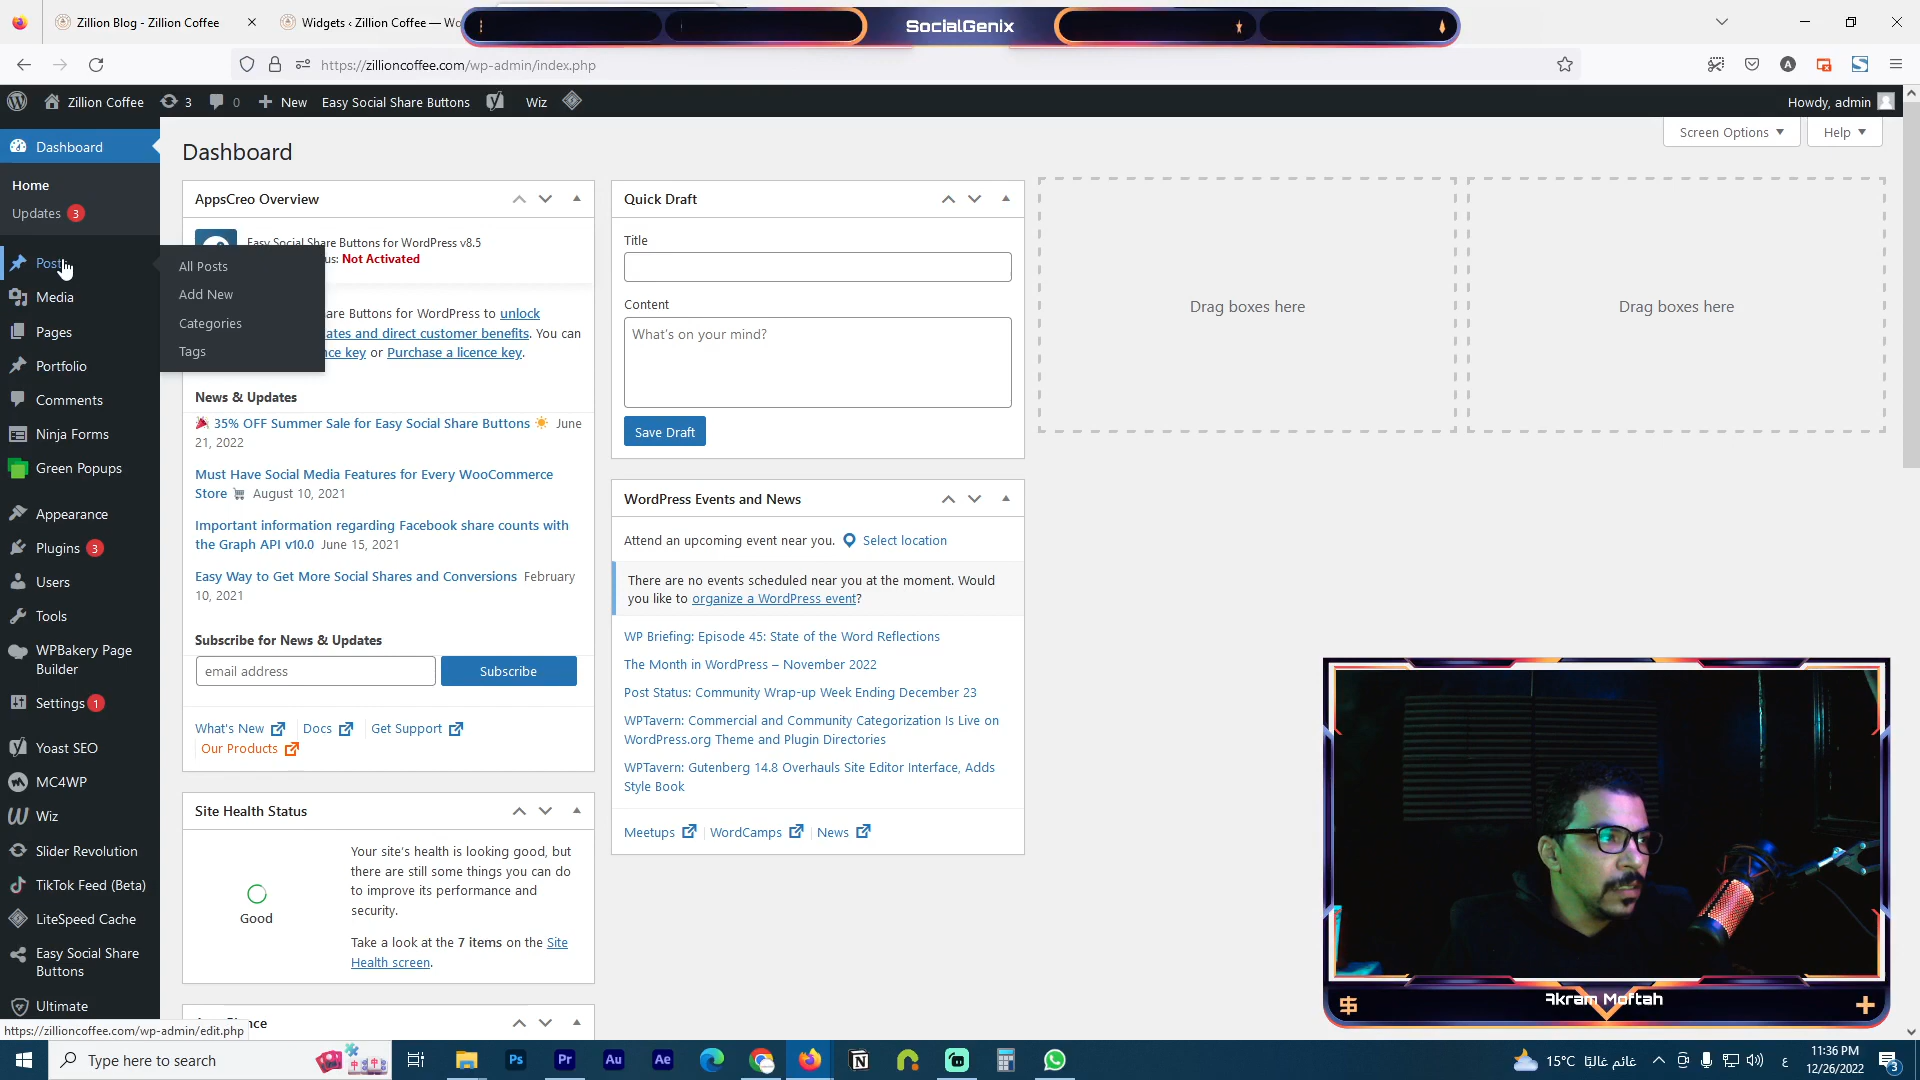 Zillion Blog - Zillion Coffee
Widgets ‹ Zillion Coffee — Wo
SocialGenix
https://zillioncoffee.com/wp-admin/index.php
Zillion Coffee
3
0
New
Easy Social Share Buttons
Wiz
Howdy, admin
Screen Options
Help
Dashboard
Home
Updates 3
Posts
Media
Pages
Portfolio
Comments
Ninja Forms
Green Popups
Appearance
Plugins 3
Users
Tools
WPBakery Page
Builder
Settings 1
Yoast SEO
MC4WP
Wiz
Slider Revolution
TikTok Feed (Beta)
LiteSpeed Cache
Easy Social Share
Buttons
Ultimate
https://zillioncoffee.com/wp-admin/edit.php
All Posts
Add New
Categories
Tags
Dashboard
AppsCreo Overview
Easy Social Share Buttons for WordPress v8.5
us: Not Activated
are Buttons for WordPress to unlock
ates and direct customer benefits. You can
nce key or Purchase a licence key.
News & Updates
35% OFF Summer Sale for Easy Social Share Buttons June
21, 2022
Must Have Social Media Features for Every WooCommerce
Store August 10, 2021
Important information regarding Facebook share counts with
the Graph API v10.0 June 15, 2021
Easy Way to Get More Social Shares and Conversions February
10, 2021
Subscribe for News & Updates
email address
Subscribe
What's New
Docs
Get Support
Our Products
Site Health Status
Good
Your site's health is looking good, but
there are still some things you can do
to improve its performance and
security.
Take a look at the 7 items on the Site
Health screen.
Quick Draft
Title
Content
What's on your mind?
Save Draft
WordPress Events and News
Attend an upcoming event near you. Select location
There are no events scheduled near you at the moment. Would
you like to organize a WordPress event?
WP Briefing: Episode 45: State of the Word Reflections
The Month in WordPress – November 2022
Post Status: Community Wrap-up Week Ending December 23
WPTavern: Commercial and Community Categorization Is Live on
WordPress.org Theme and Plugin Directories
WPTavern: Gutenberg 14.8 Overhauls Site Editor Interface, Adds
Style Book
Meetups
WordCamps
News
Drag boxes here
Drag boxes here
Akram Moftah
Type here to search
Ps
Pr
Au
Ae
15°C غائم غالبًا
ع
11:36 PM
12/26/2022
3